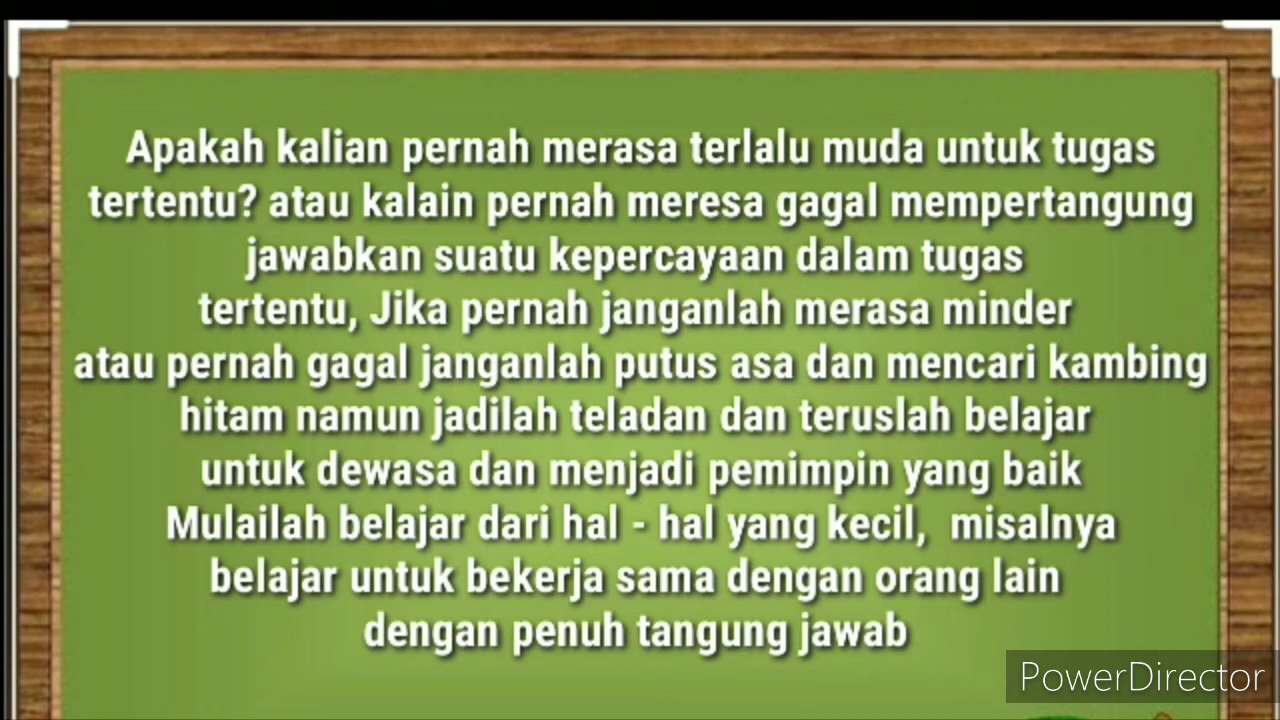 Apakah kalian pernah merasa terlalu muda untuk tugas
tertentu? atau kalain pernah meresa gagal mempertangung
jawabkan suatu kepercayaan dalam tugas
tertentu, Jika pernah janganlah merasa minder
atau pernah gagal janganlah putus asa dan mencari kambing
hitam namun jadilah teladan dan teruslah belajar
untuk dewasa dan menjadi pemimpin yang baik
Mulailah belajar dari hal - hal yang kecil,  misalnya
belajar untuk bekerja sama dengan orang lain
dengan penuh tangung jawab
PowerDirector